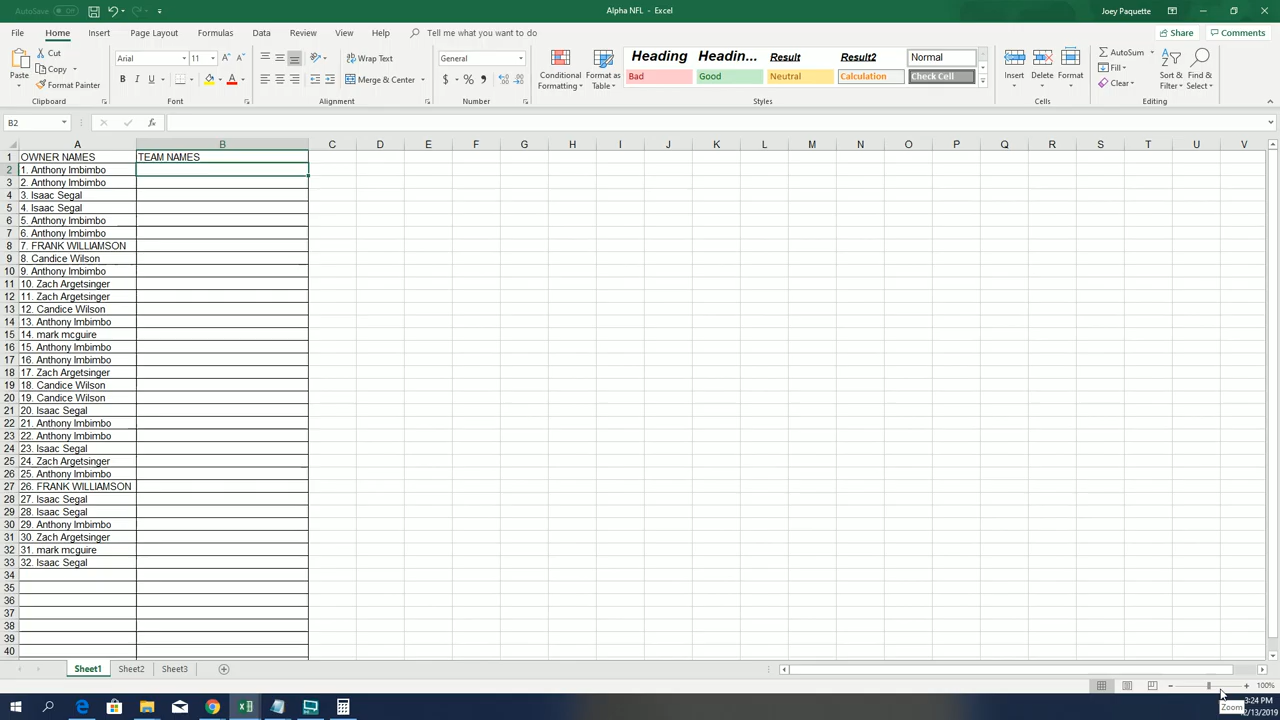 AutoSave Off
Alpha NFL - Excel
Joey Paquette
File Home Insert Page Layout Formulas Data Review View Help Tell me what you want to do
Share Comments
Paste
Cut
Copy
Format Painter
Clipboard
Arial 11
B I U
Font
Wrap Text
Merge & Center
Alignment
General
$ % ,
Number
Conditional Formatting
Format as Table
Heading Headin... Result Result2 Normal
Bad Good Neutral Calculation Check Cell
Styles
Insert Delete Format
Cells
AutoSum
Fill
Clear
Sort & Filter
Find & Select
Editing
B2
fx
A B C D E F G H I J K L M N O P Q R S T U V
1 OWNER NAMES TEAM NAMES
2 1. Anthony Imbimbo
3 2. Anthony Imbimbo
4 3. Isaac Segal
5 4. Isaac Segal
6 5. Anthony Imbimbo
7 6. Anthony Imbimbo
8 7. FRANK WILLIAMSON
9 8. Candice Wilson
10 9. Anthony Imbimbo
11 10. Zach Argetsinger
12 11. Zach Argetsinger
13 12. Candice Wilson
14 13. Anthony Imbimbo
15 14. mark mcguire
16 15. Anthony Imbimbo
17 16. Anthony Imbimbo
18 17. Zach Argetsinger
19 18. Candice Wilson
20 19. Candice Wilson
21 20. Isaac Segal
22 21. Anthony Imbimbo
23 22. Anthony Imbimbo
24 23. Isaac Segal
25 24. Zach Argetsinger
26 25. Anthony Imbimbo
27 26. FRANK WILLIAMSON
28 27. Isaac Segal
29 28. Isaac Segal
30 29. Anthony Imbimbo
31 30. Zach Argetsinger
32 31. mark mcguire
33 32. Isaac Segal
34
35
36
37
38
39
40
Sheet1 Sheet2 Sheet3
100%
Zoom
3:24 PM
2/13/2019